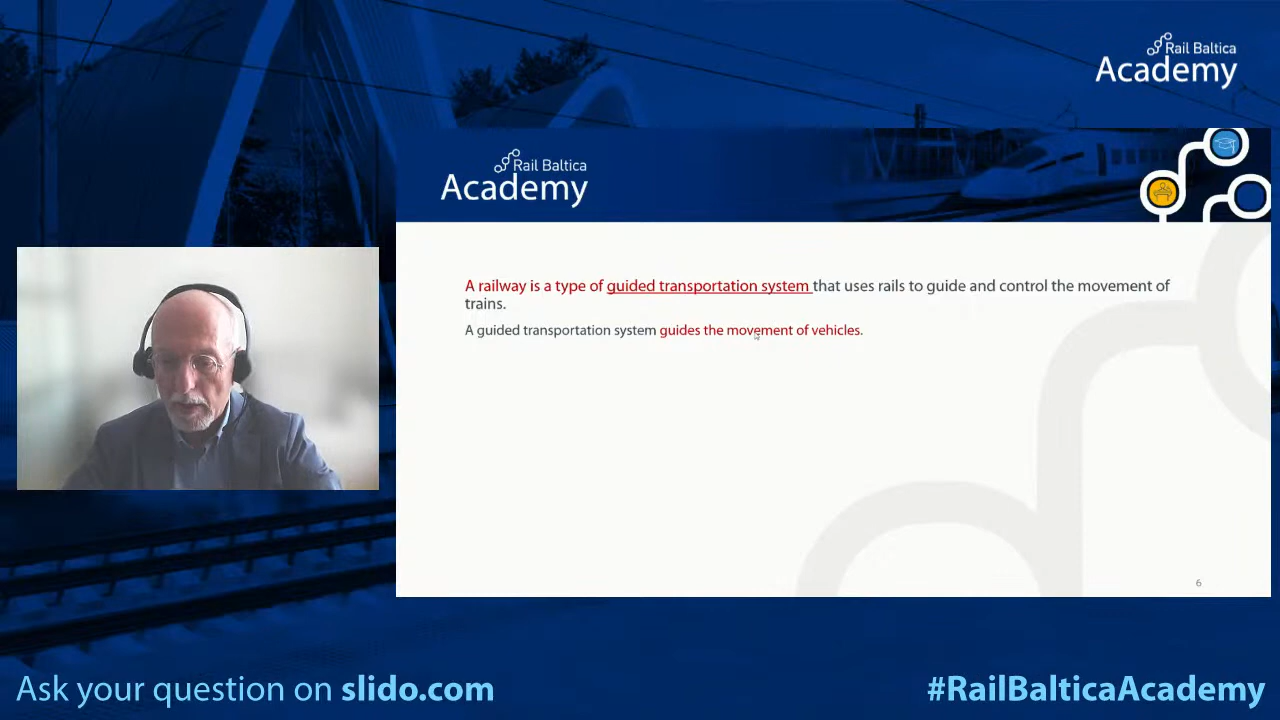 Rail Baltica
Academy
Rail Baltica
Academy
A railway is a type of guided transportation system that uses rails to guide and control the movement of
trains.
A guided transportation system guides the movement of vehicles.
6
Ask your question on slido.com
#RailBalticaAcademy